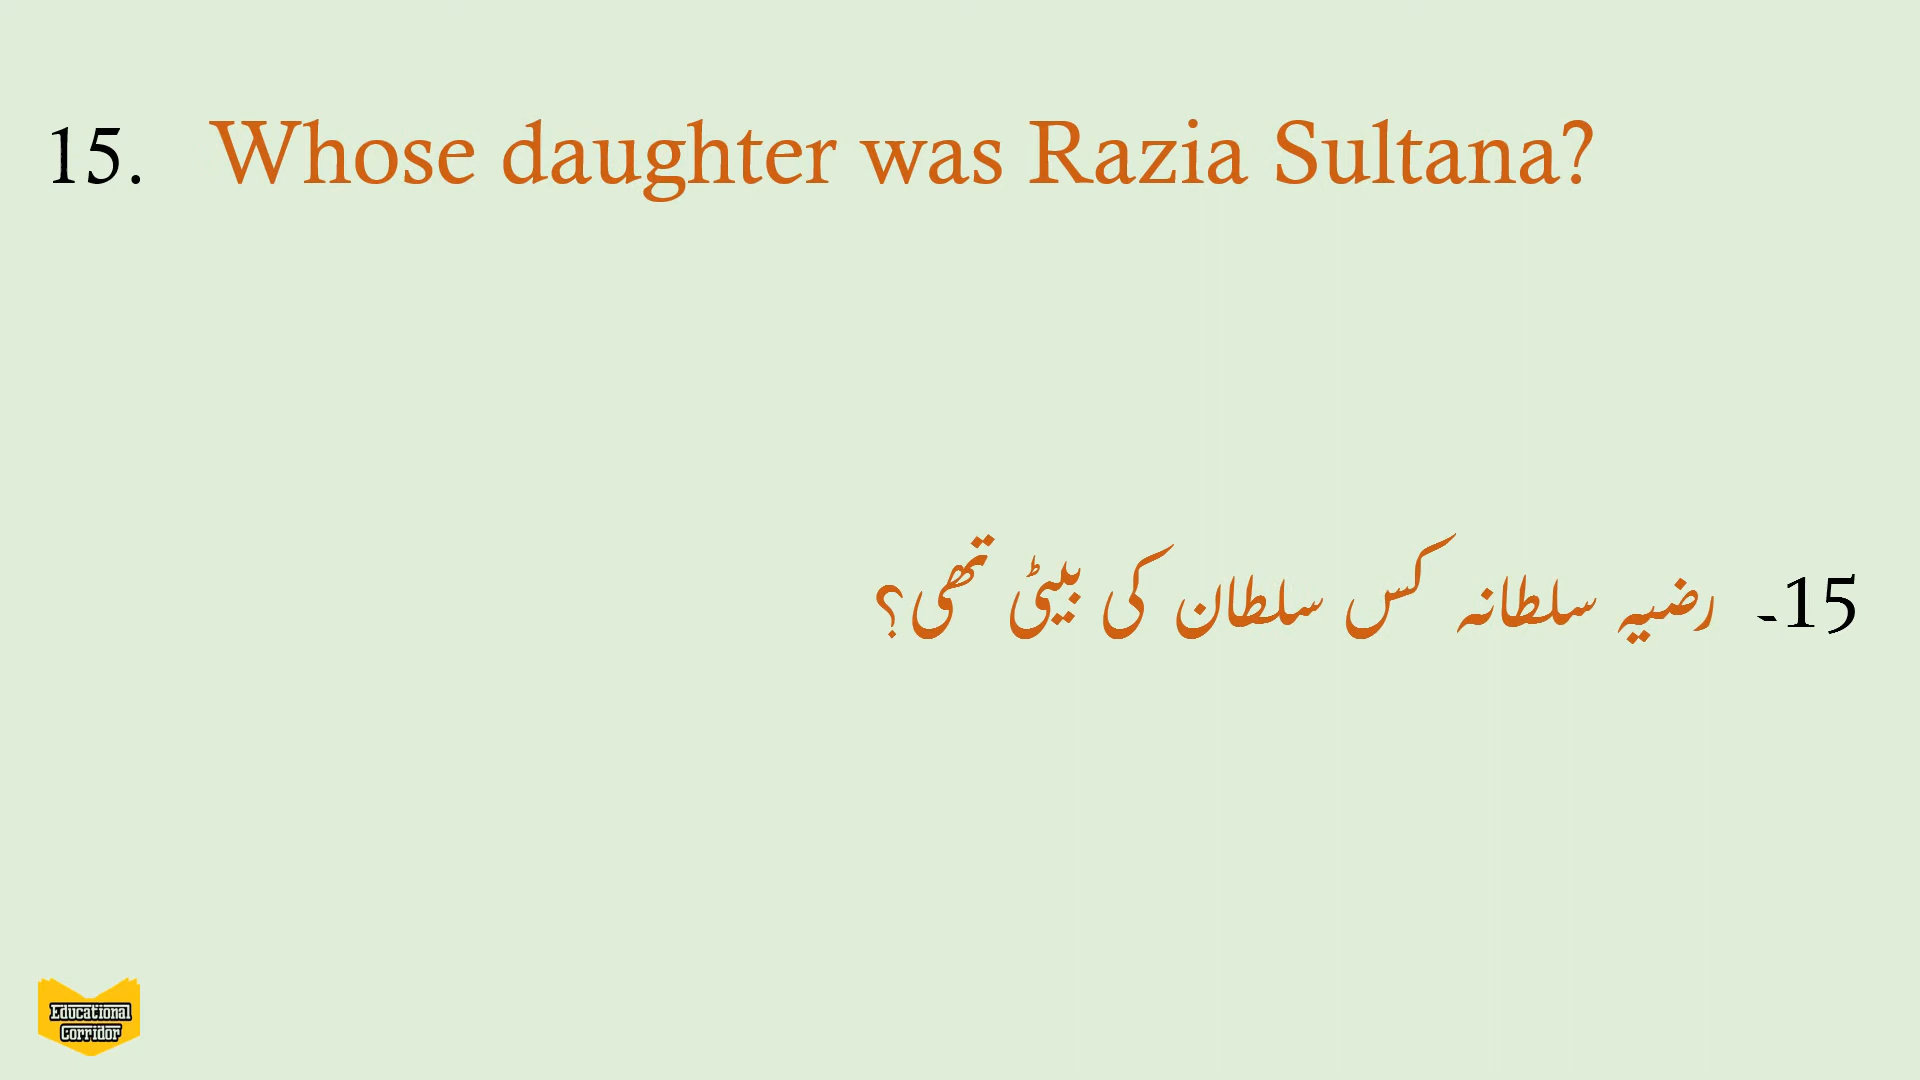 15. Whose daughter was Razia Sultana?
15۔ رضیہ سلطانہ کس سلطان کی بیٹی تھی؟
Educational
Corridor